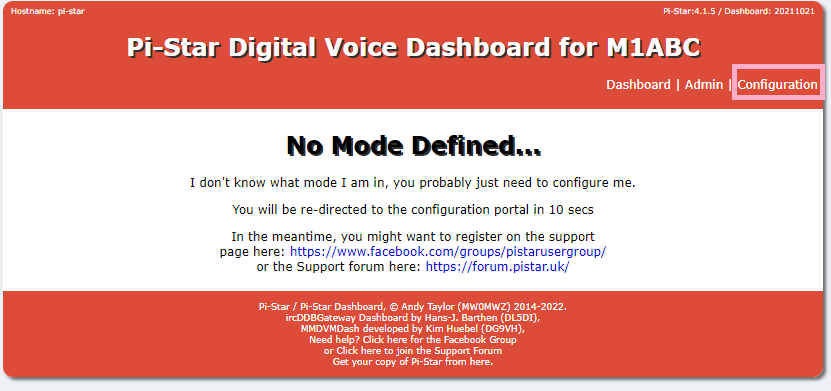 Hostname: pi-star
Pi-Star:4.1.5 / Dashboard: 20211021
Pi-Star Digital Voice Dashboard for M1ABC
Dashboard | Admin | Configuration
No Mode Defined...
I don't know what mode I am in, you probably just need to configure me.
You will be re-directed to the configuration portal in 10 secs
In the meantime, you might want to register on the support
page here: https://www.facebook.com/groups/pistarusergroup/
or the Support forum here: https://forum.pistar.uk/
Pi-Star / Pi-Star Dashboard, © Andy Taylor (MW0MWZ) 2014-2022.
ircDDBGateway Dashboard by Hans-J. Barthen (DL5DI),
MMDVMDash developed by Kim Huebel (DG9VH),
Need help? Click here for the Facebook Group
or Click here to join the Support Forum
Get your copy of Pi-Star from here.